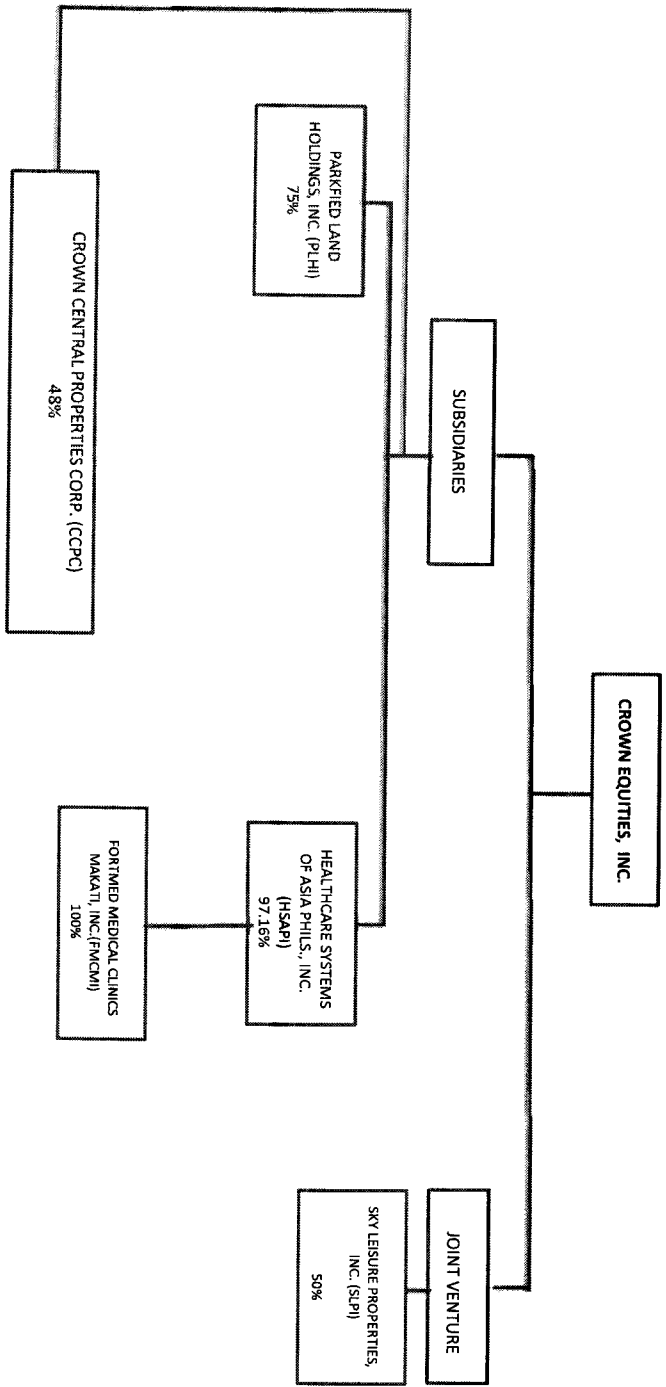 CROWN EQUITIES, INC.
SUBSIDIARIES
JOINT VENTURE
PARKFIED LAND
HOLDINGS, INC. (PLHI)
75%
HEALTHCARE SYSTEMS
OF ASIA PHILS., INC.
(HSAPI)
97.16%
SKY LEISURE PROPERTIES,
INC. (SLPI)
50%
FORTMED MEDICAL CLINICS
MAKATI, INC.(FMCMI)
100%
CROWN CENTRAL PROPERTIES CORP. (CCPC)
48%